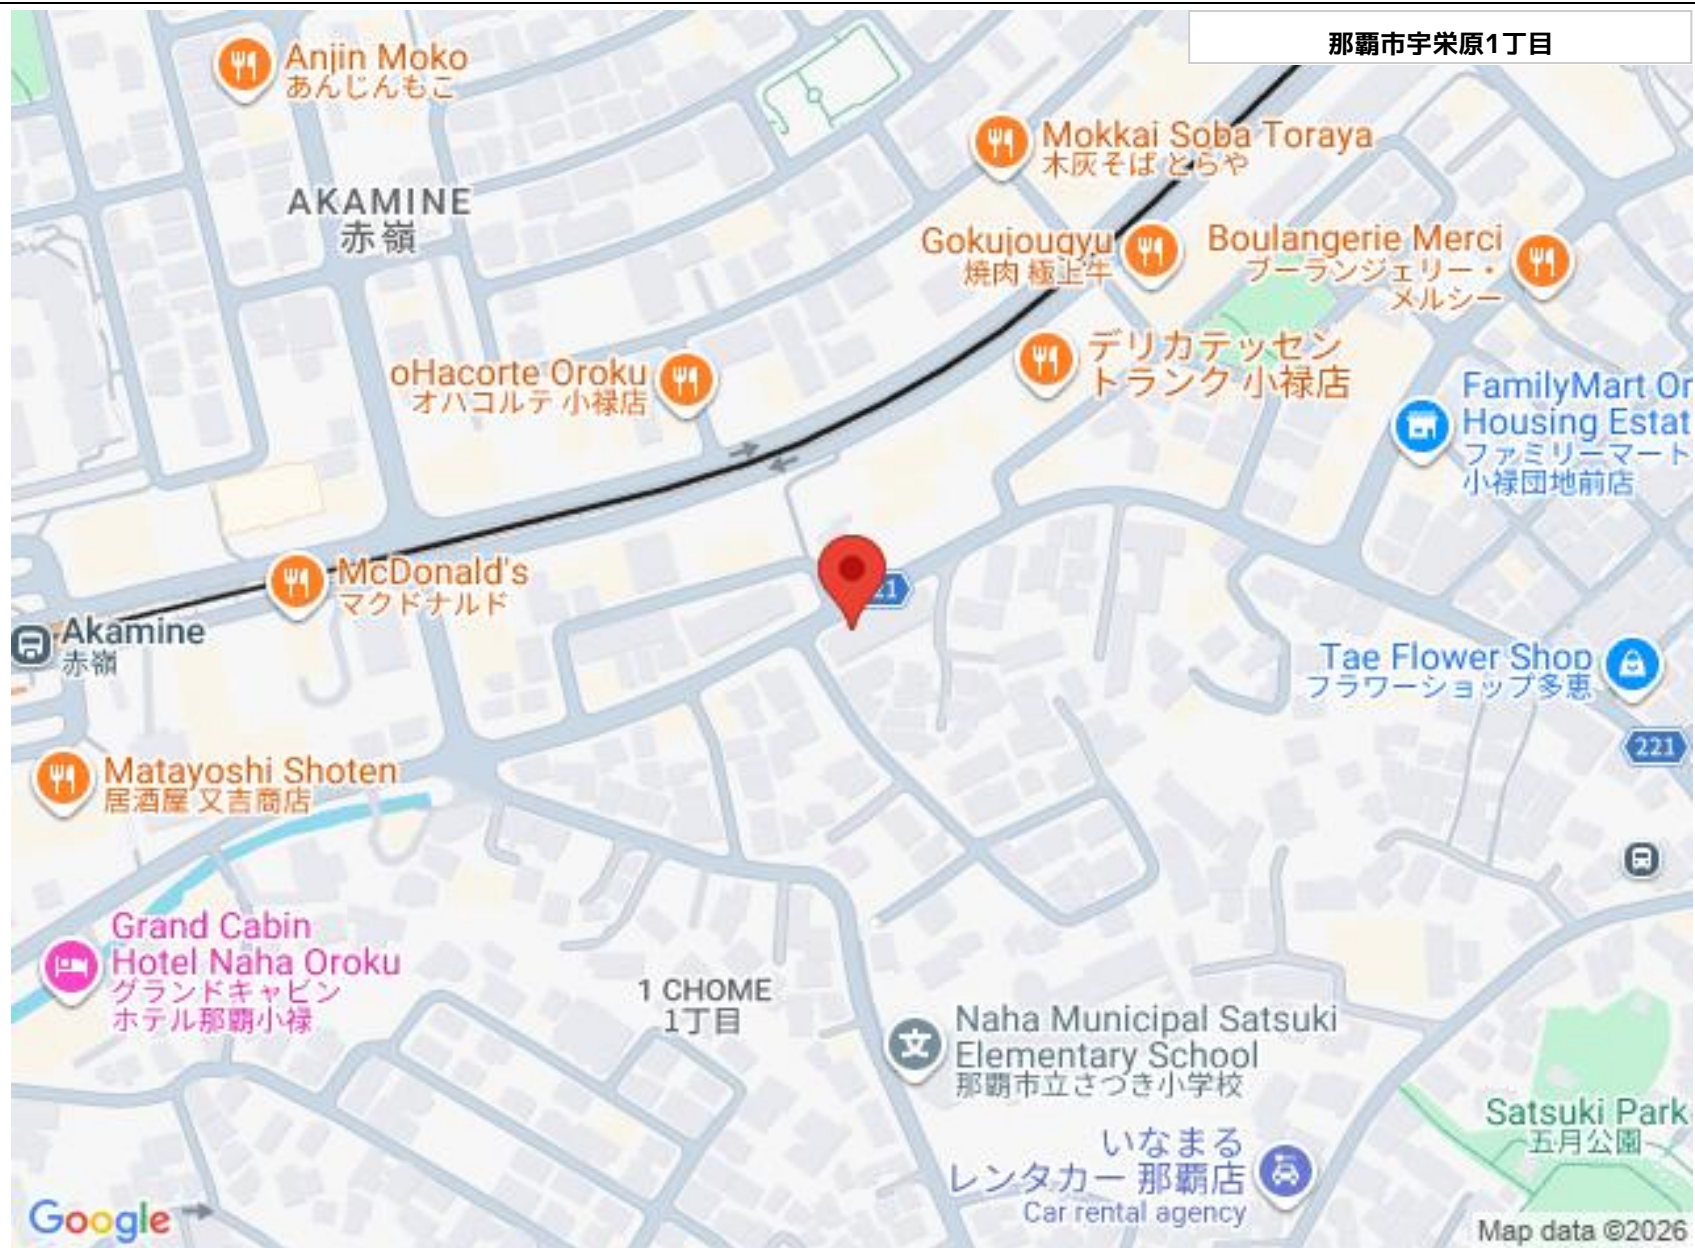 那覇市宇栄原1丁目
Anjin Moko
あんじんもこ
Mokkai Soba Toraya
木灰そば とらや
AKAMINE
赤嶺
Gokujougyu
焼肉 極上牛
Boulangerie Merci
ブーランジェリー・
メルシー
デリカテッセン
トランク 小禄店
oHacorte Oroku
オハコルテ 小禄店
FamilyMart Or
Housing Estat
ファミリーマート
小禄団地前店
McDonald's
マクドナルド
21
Akamine
赤嶺
Tae Flower Shop
フラワーショップ多恵
221
Matayoshi Shoten
居酒屋 又吉商店
Grand Cabin
Hotel Naha Oroku
グランドキャビン
ホテル那覇小禄
1 CHOME
1丁目
文
Naha Municipal Satsuki
Elementary School
那覇市立さつき小学校
Satsuki Park
五月公園
いなまる
レンタカー 那覇店
Car rental agency
Google
Map data ©2026